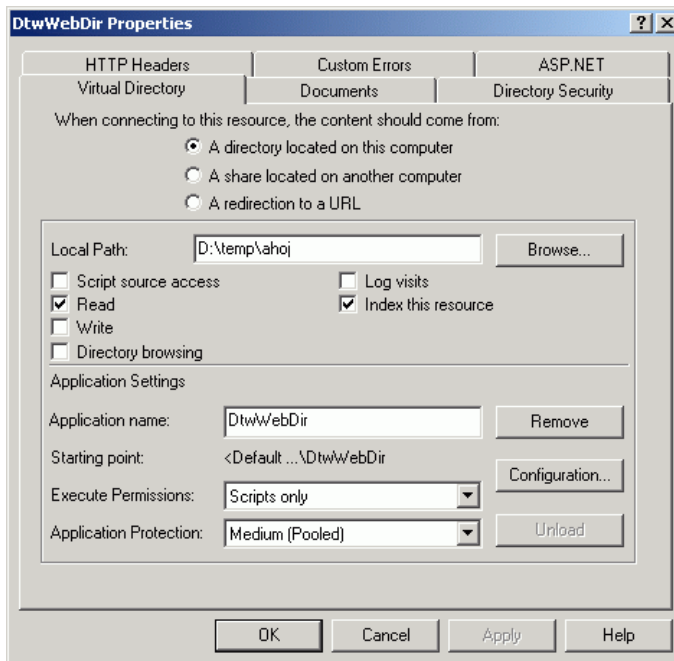 DtwWebDir Properties
HTTP Headers Custom Errors ASP.NET
Virtual Directory Documents Directory Security
When connecting to this resource, the content should come from:
A directory located on this computer
A share located on another computer
A redirection to a URL
Local Path: D:\temp\ahoj Browse...
Script source access Log visits
Read Index this resource
Write
Directory browsing
Application Settings
Application name: DtwWebDir Remove
Starting point: <Default ...\DtwWebDir
Configuration...
Execute Permissions: Scripts only
Application Protection: Medium (Pooled) Unload
OK Cancel Apply Help